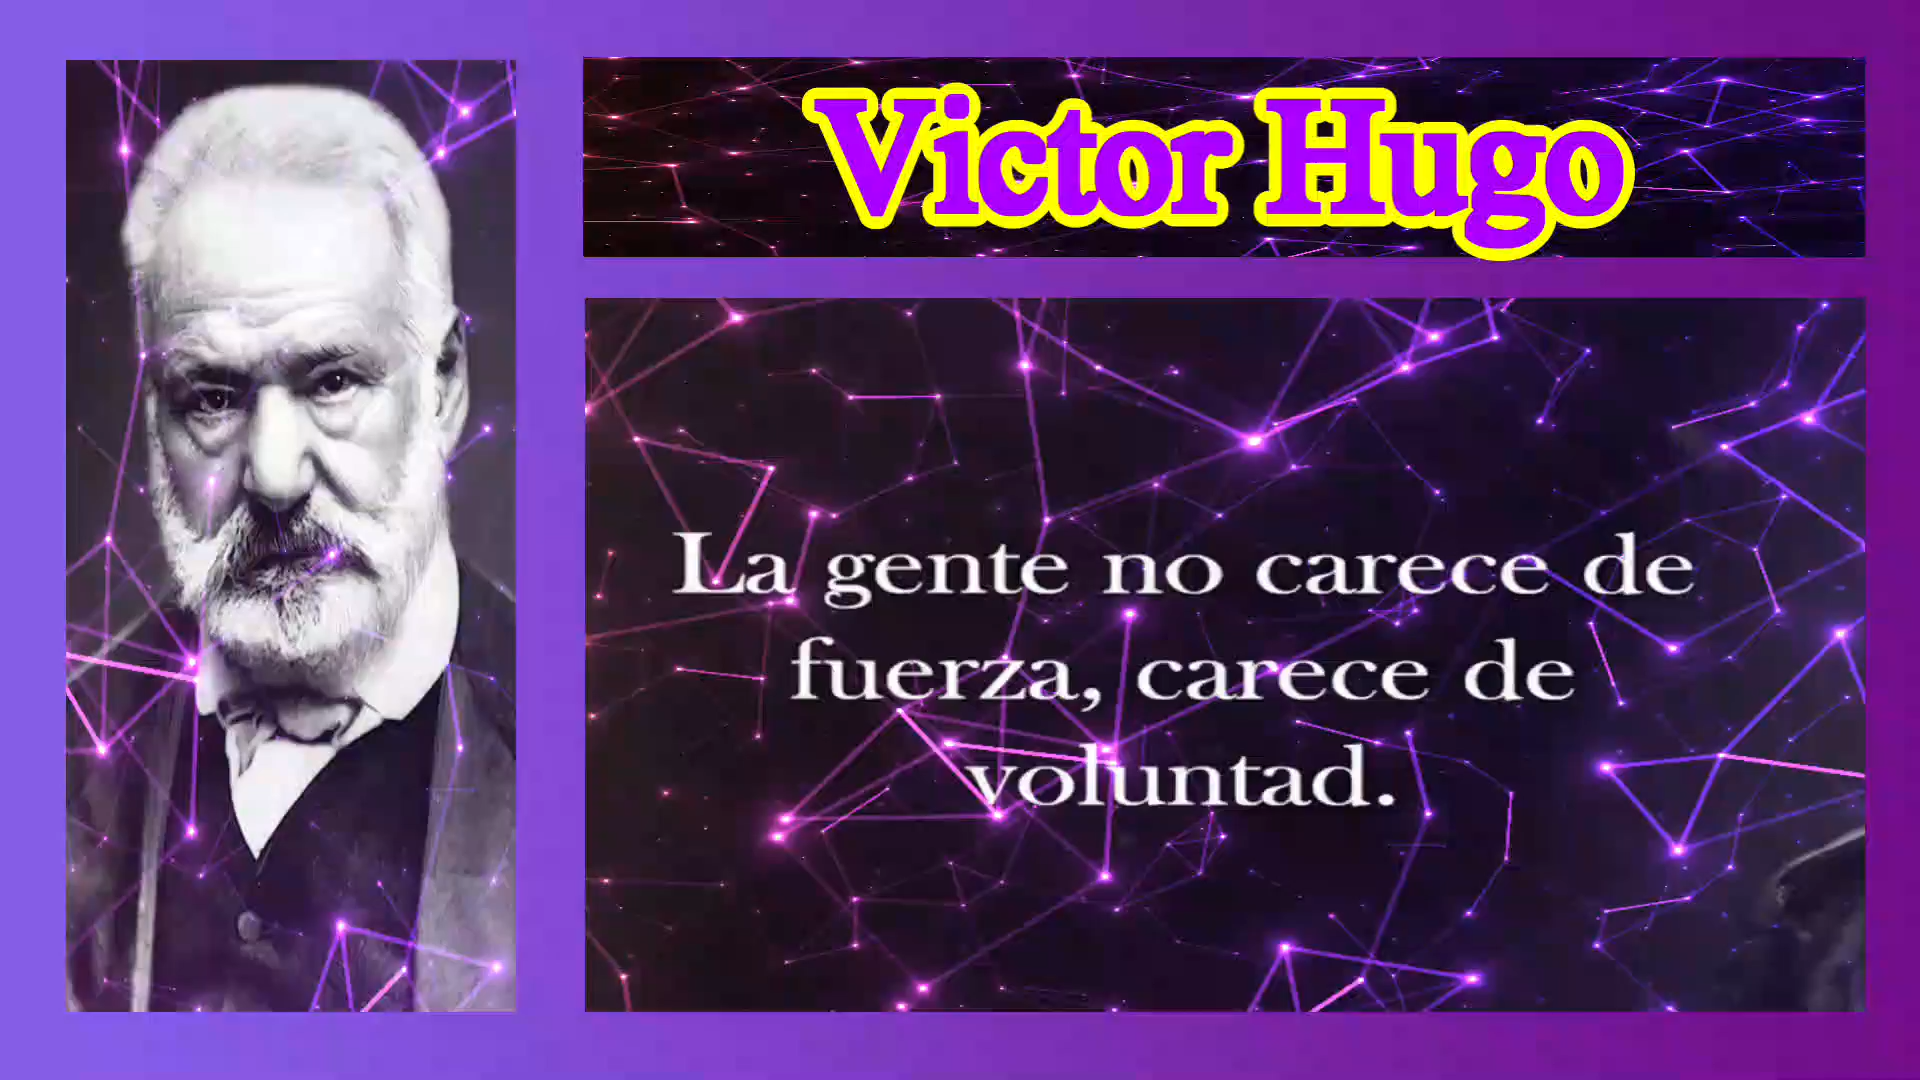 Victor Hugo
La gente no carece de
fuerza, carece de
voluntad.